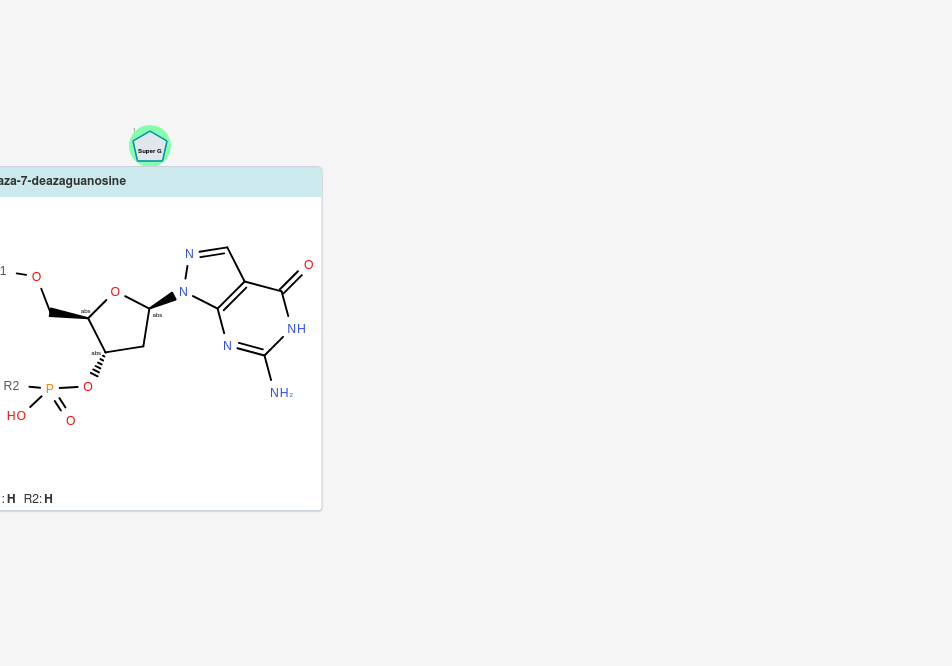 Super G
aza-7-deazaguanosine
N
O
1
O
O
N
abs
abs
NH
N
abs
R2
P
O
NH₂
HO
O
: H R2: H